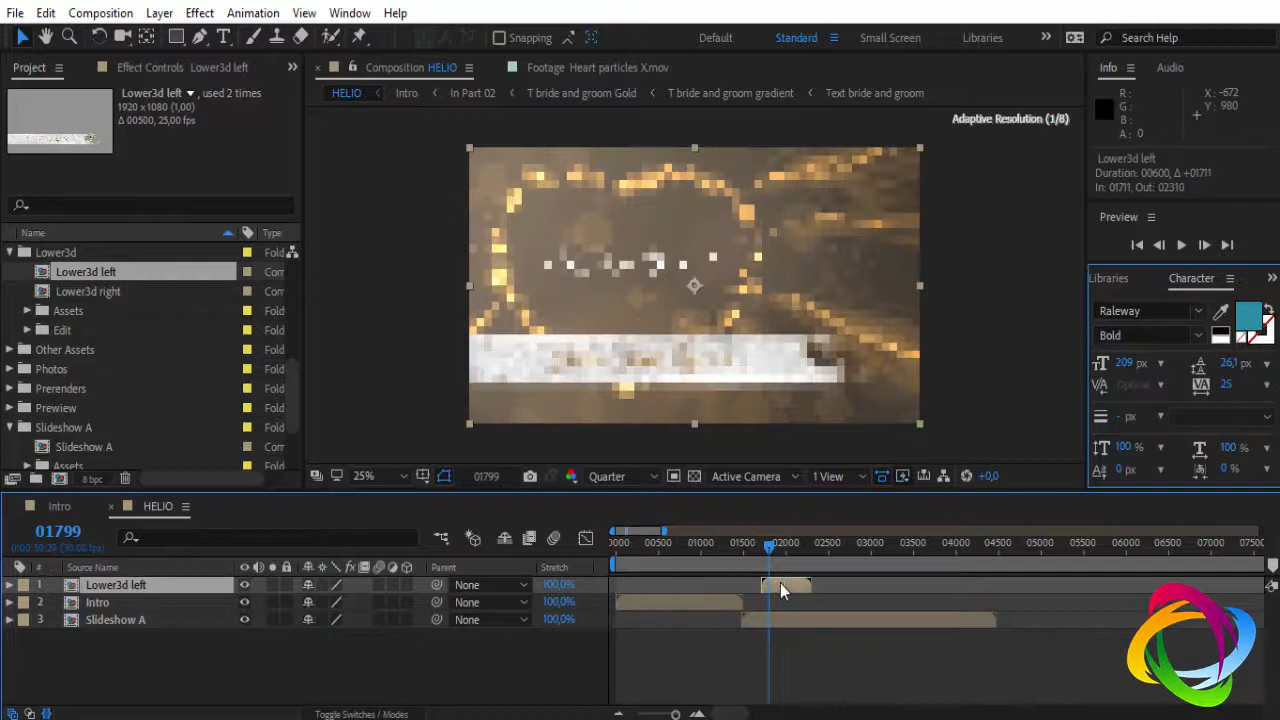 File Edit Composition Layer Effect Animation View Window Help
Snapping Default Standard Small Screen Libraries Search Help
Project Effect Controls Lower3d left Composition HELIO Footage Heart particles X.mov Info Audio
Lower3d left , used 2 times
1920 x 1080 (1,00)
Δ 00500, 25,00 fps
HELIO Intro In Part 02 T bride and groom Gold T bride and groom gradient Text bride and groom
Adaptive Resolution (1/8)
R: X: -672
G: Y: 980
B:
A: 0
Lower3d left
Duration: 00600, Δ +01711
In: 01711, Out: 02310
Preview
Name Type
Lower3d Fold
Lower3d left Com
Lower3d right Com
Assets Fold
Edit Fold
Other Assets Fold
Photos Fold
Prerenders Fold
Preview Fold
Slideshow A Fold
Slideshow A Com
Assets Fold
8 bpc
Libraries Character
Raleway
Bold
209 px 26,1 px
Optical 25
- px
100 % 100 %
0 px 0 %
25% 01799 Quarter Active Camera 1 View +0,0
Intro HELIO
01799
0:00:59:29 (30.00 fps)
0000 00500 01000 01500 02000 02500 03000 03500 04000 04500 05000 05500 06000 06500 07000 0750
# Source Name Parent Stretch
1 Lower3d left None 100,0%
2 Intro None 100,0%
3 Slideshow A None 100,0%
Toggle Switches / Modes